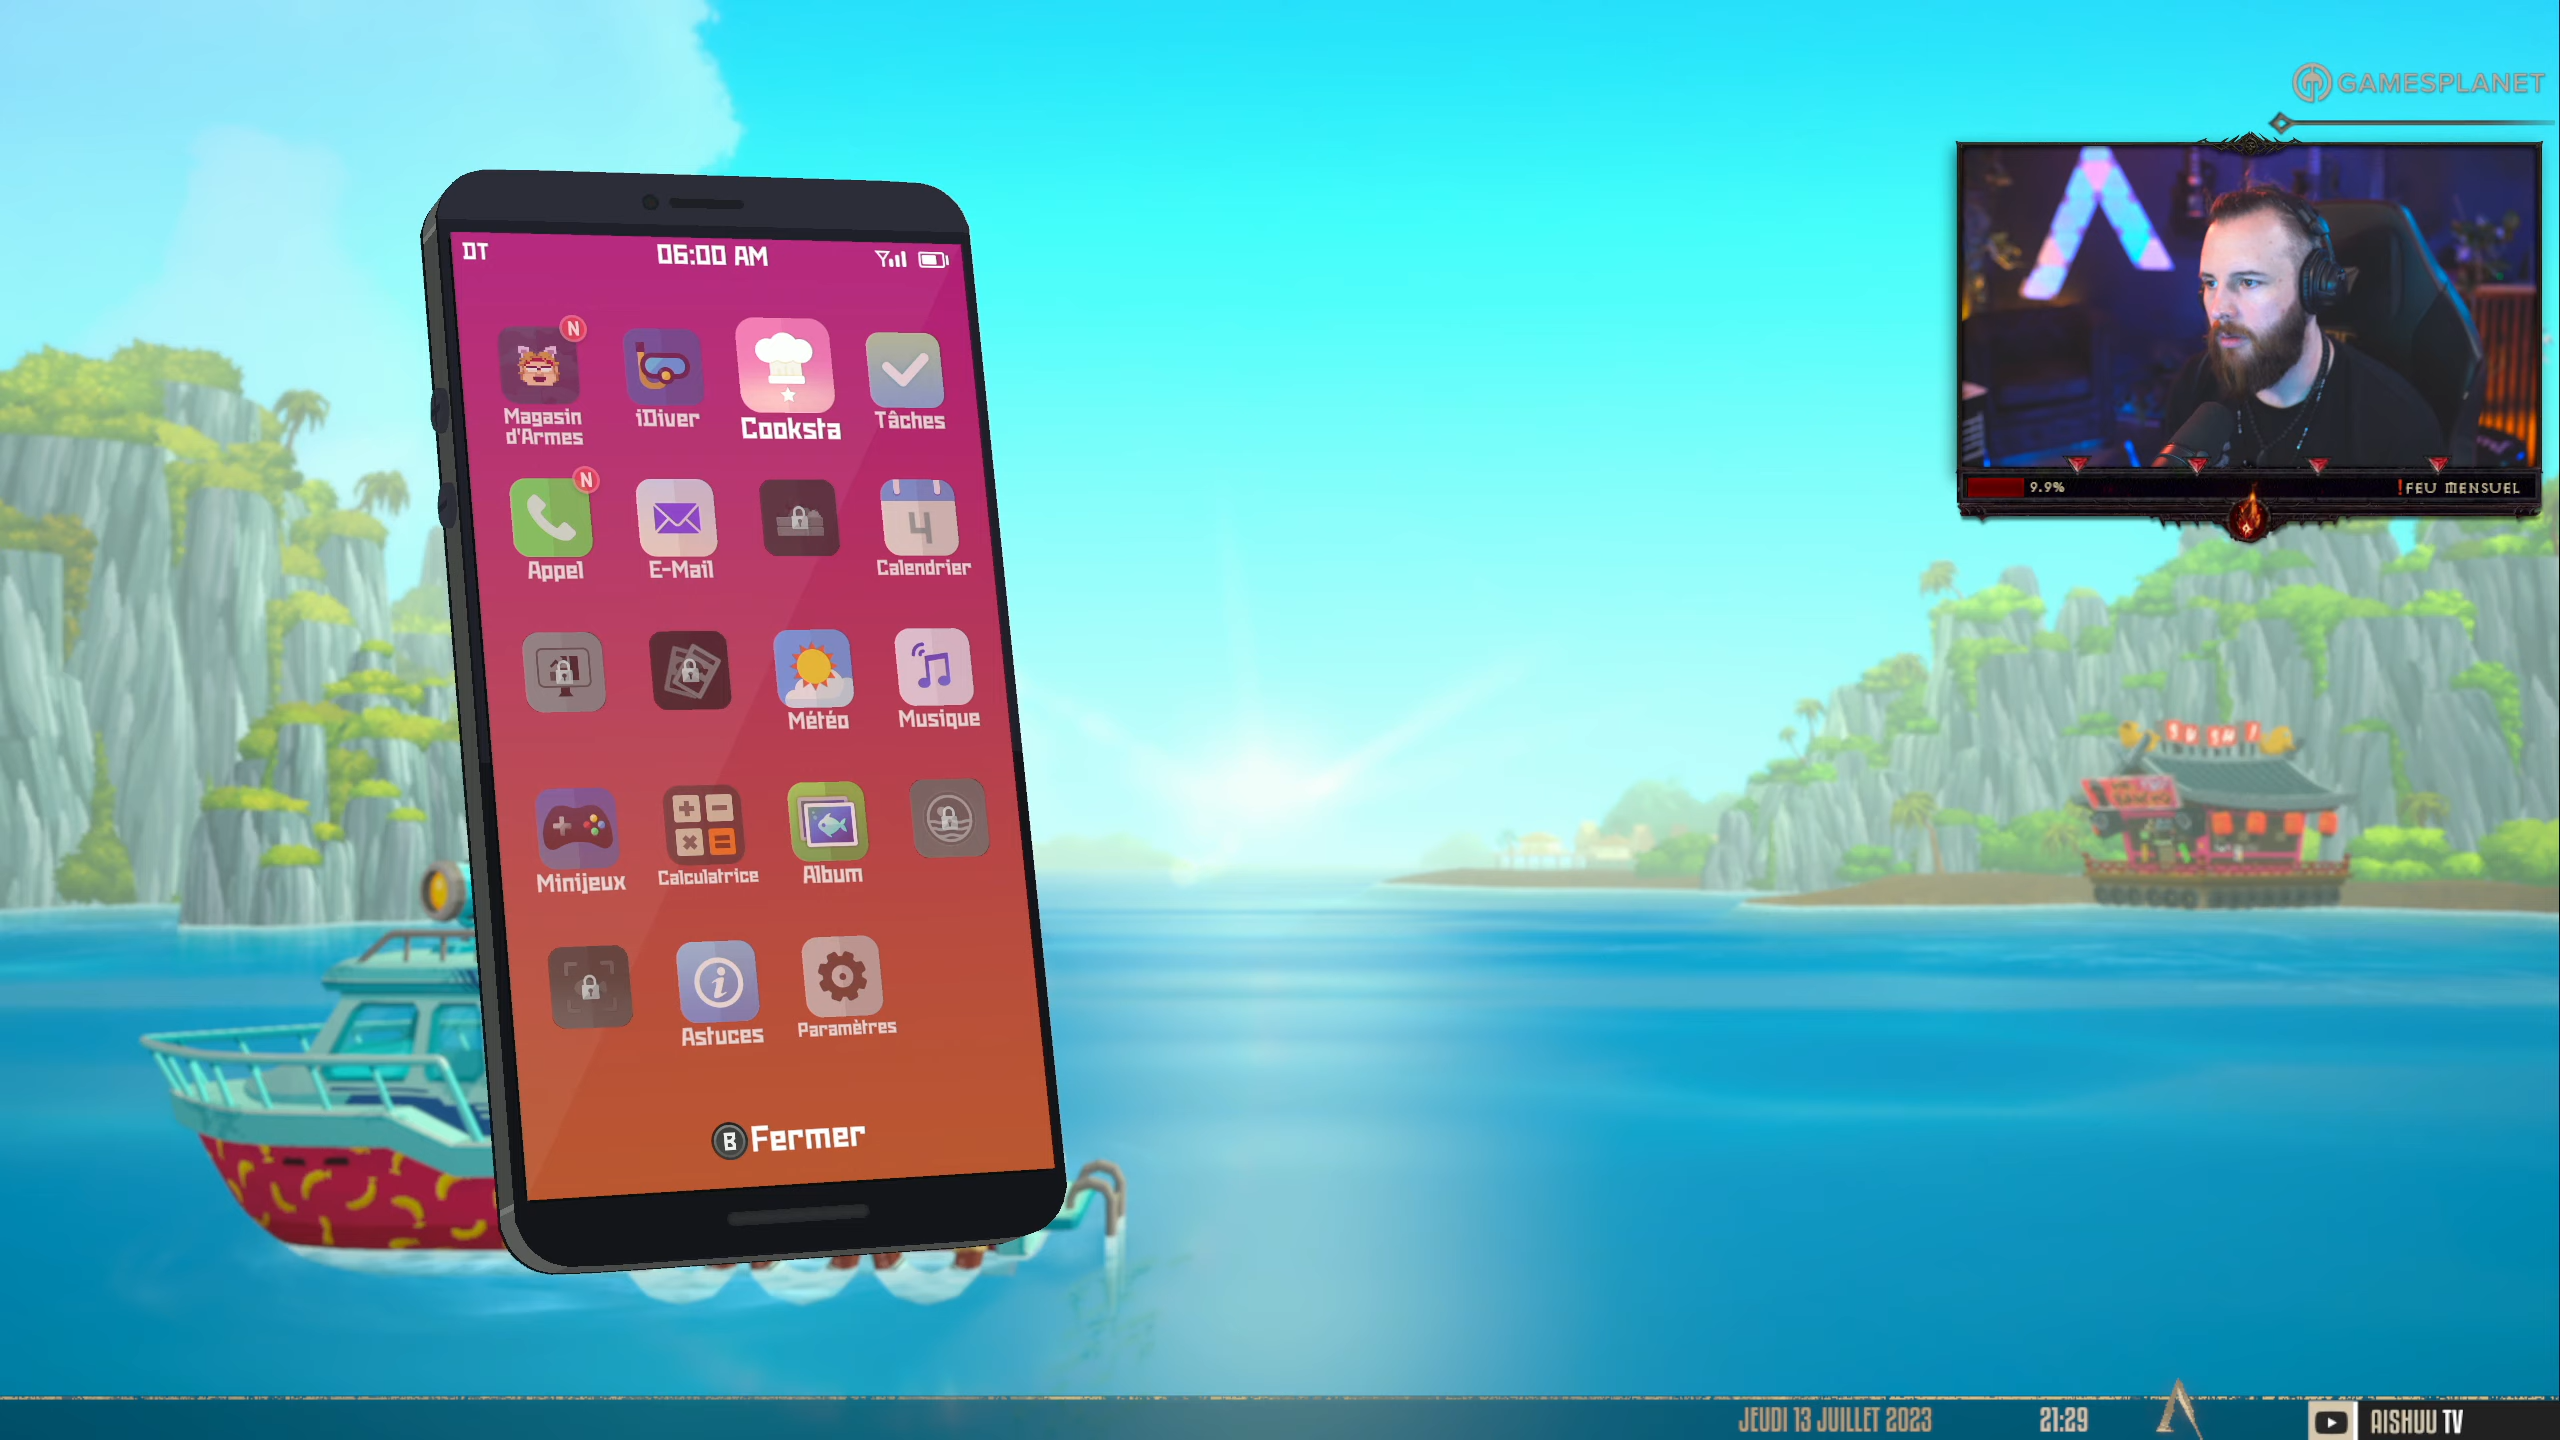 GAMESPLANET
DT
06:00 AM
N
Magasin
d'Armes
iDiver
Cooksta
Tâches
N
Appel
E-Mail
4
Calendrier
Météo
Musique
Minijeux
Calculatrice
Album
Astuces
Paramètres
B Fermer
9.9%
!FEU MENSUEL
SUSHI
JEUDI 13 JUILLET 2023
21:29
AISHUU TV